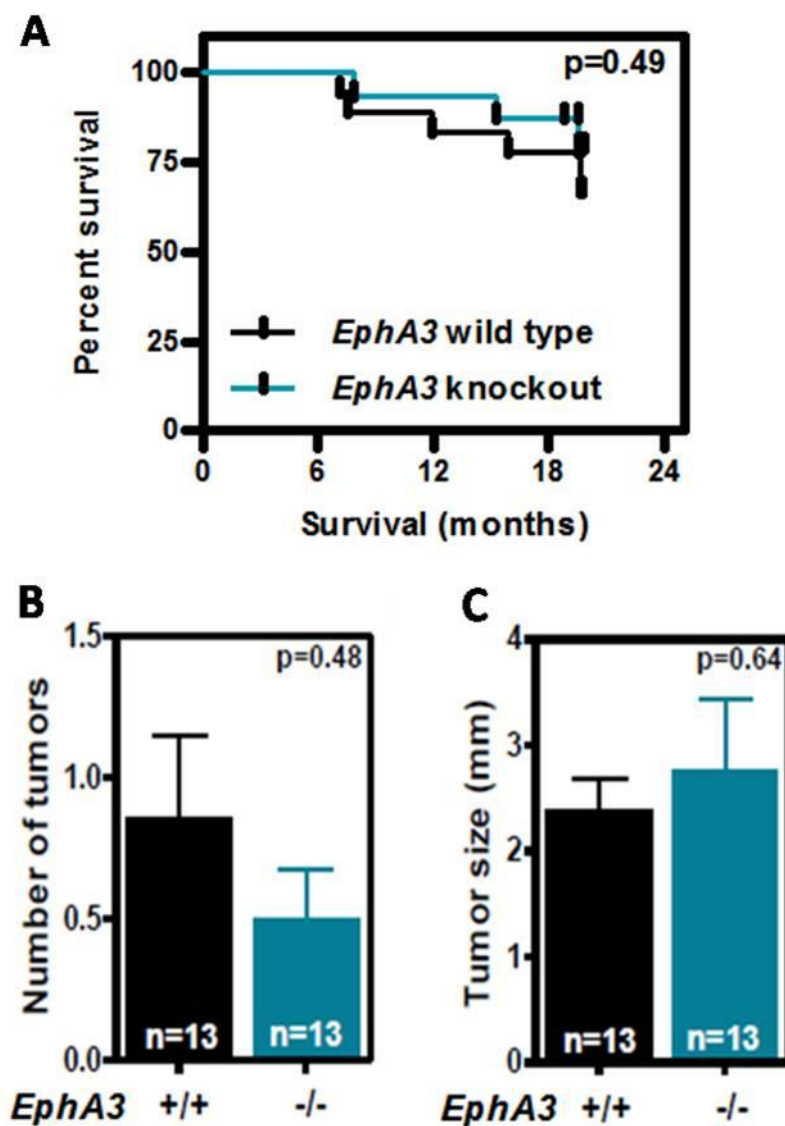 A
p=0.49
100
75
50
25
0
Percent survival
EphA3 wild type
EphA3 knockout
0 6 12 18 24
Survival (months)
B
1.5
1.0
0.5
0.0
Number of tumors
p=0.48
n=13 n=13
EphA3 +/+ -/-
C
4
3
2
1
0
Tumor size (mm)
p=0.64
n=13 n=13
EphA3 +/+ -/-